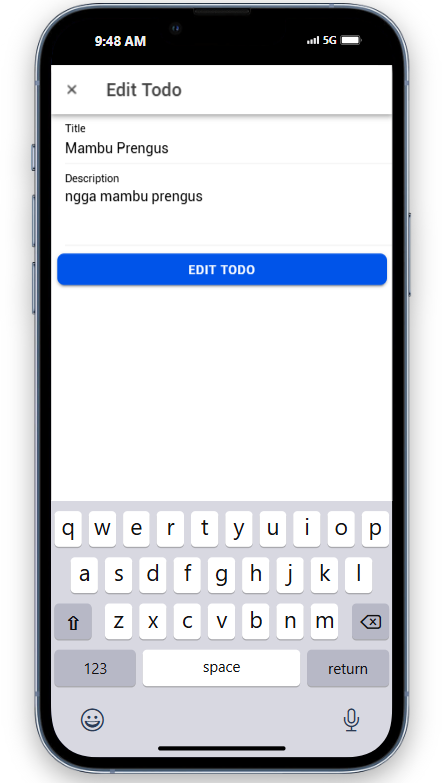 9:48 AM 5G
× Edit Todo
Title
Mambu Prengus
Description
ngga mambu prengus
EDIT TODO
q w e r t y u i o p
a s d f g h j k l
z x c v b n m
123 space return